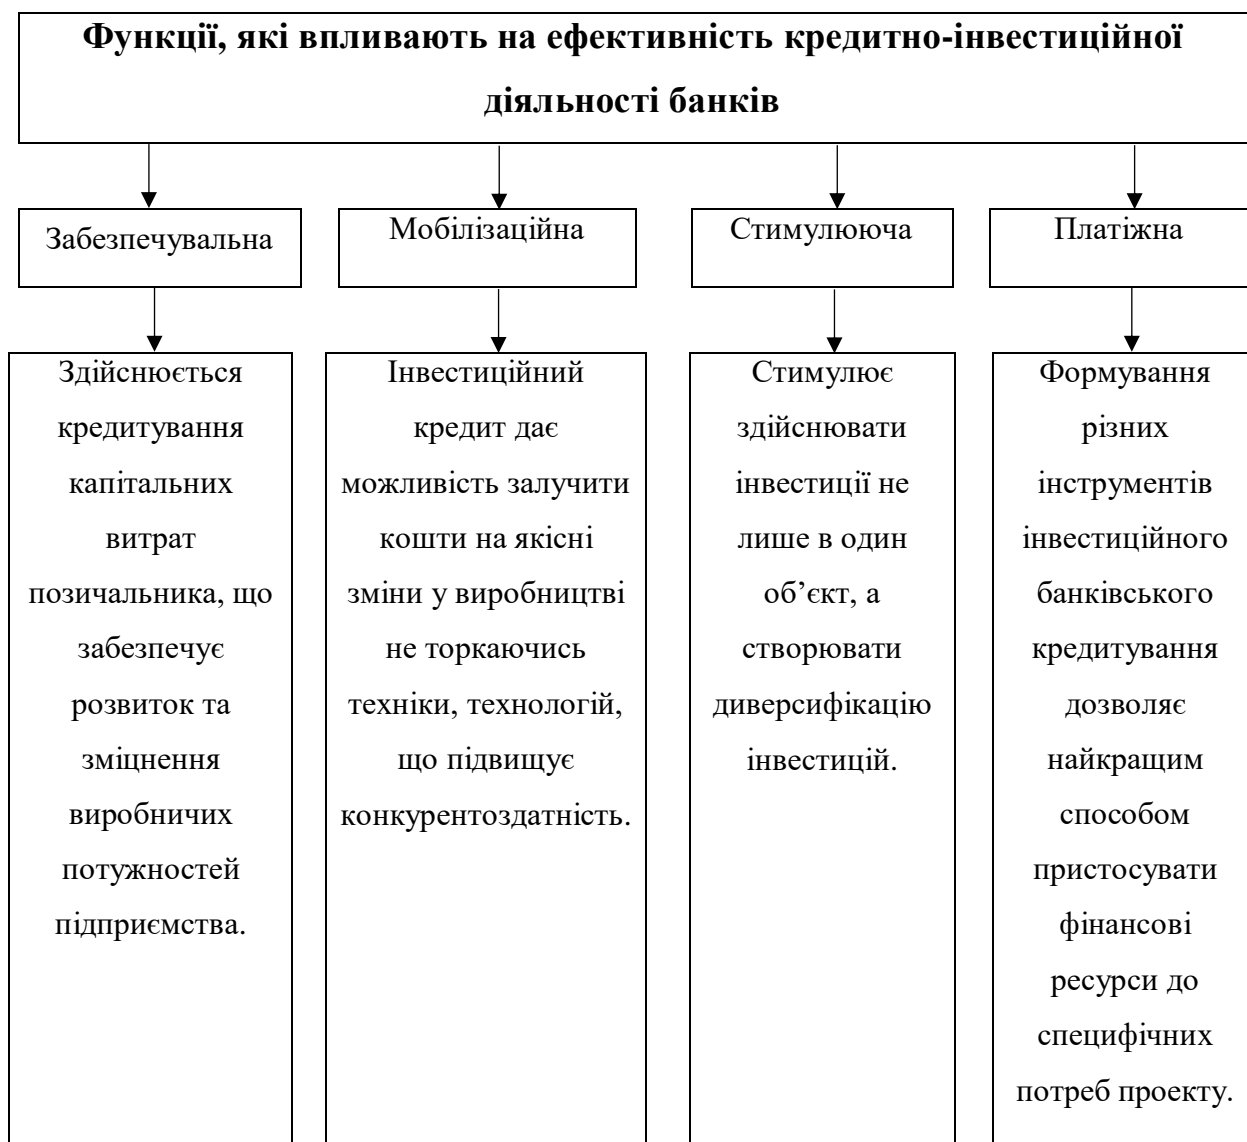 Функції, які впливають на ефективність кредитно-інвестиційної
діяльності банків
Забезпечувальна
Мобілізаційна
Стимулююча
Платіжна
Здійснюється
кредитування
капітальних
витрат
позичальника, що
забезпечує
розвиток та
зміцнення
виробничих
потужностей
підприємства.
Інвестиційний
кредит дає
можливість залучити
кошти на якісні
зміни у виробництві
не торкаючись
техніки, технологій,
що підвищує
конкурентоздатність.
Стимулює
здійснювати
інвестиції не
лише в один
об’єкт, а
створювати
диверсифікацію
інвестицій.
Формування
різних
інструментів
інвестиційного
банківського
кредитування
дозволяє
найкращим
способом
пристосувати
фінансові
ресурси до
специфічних
потреб проекту.